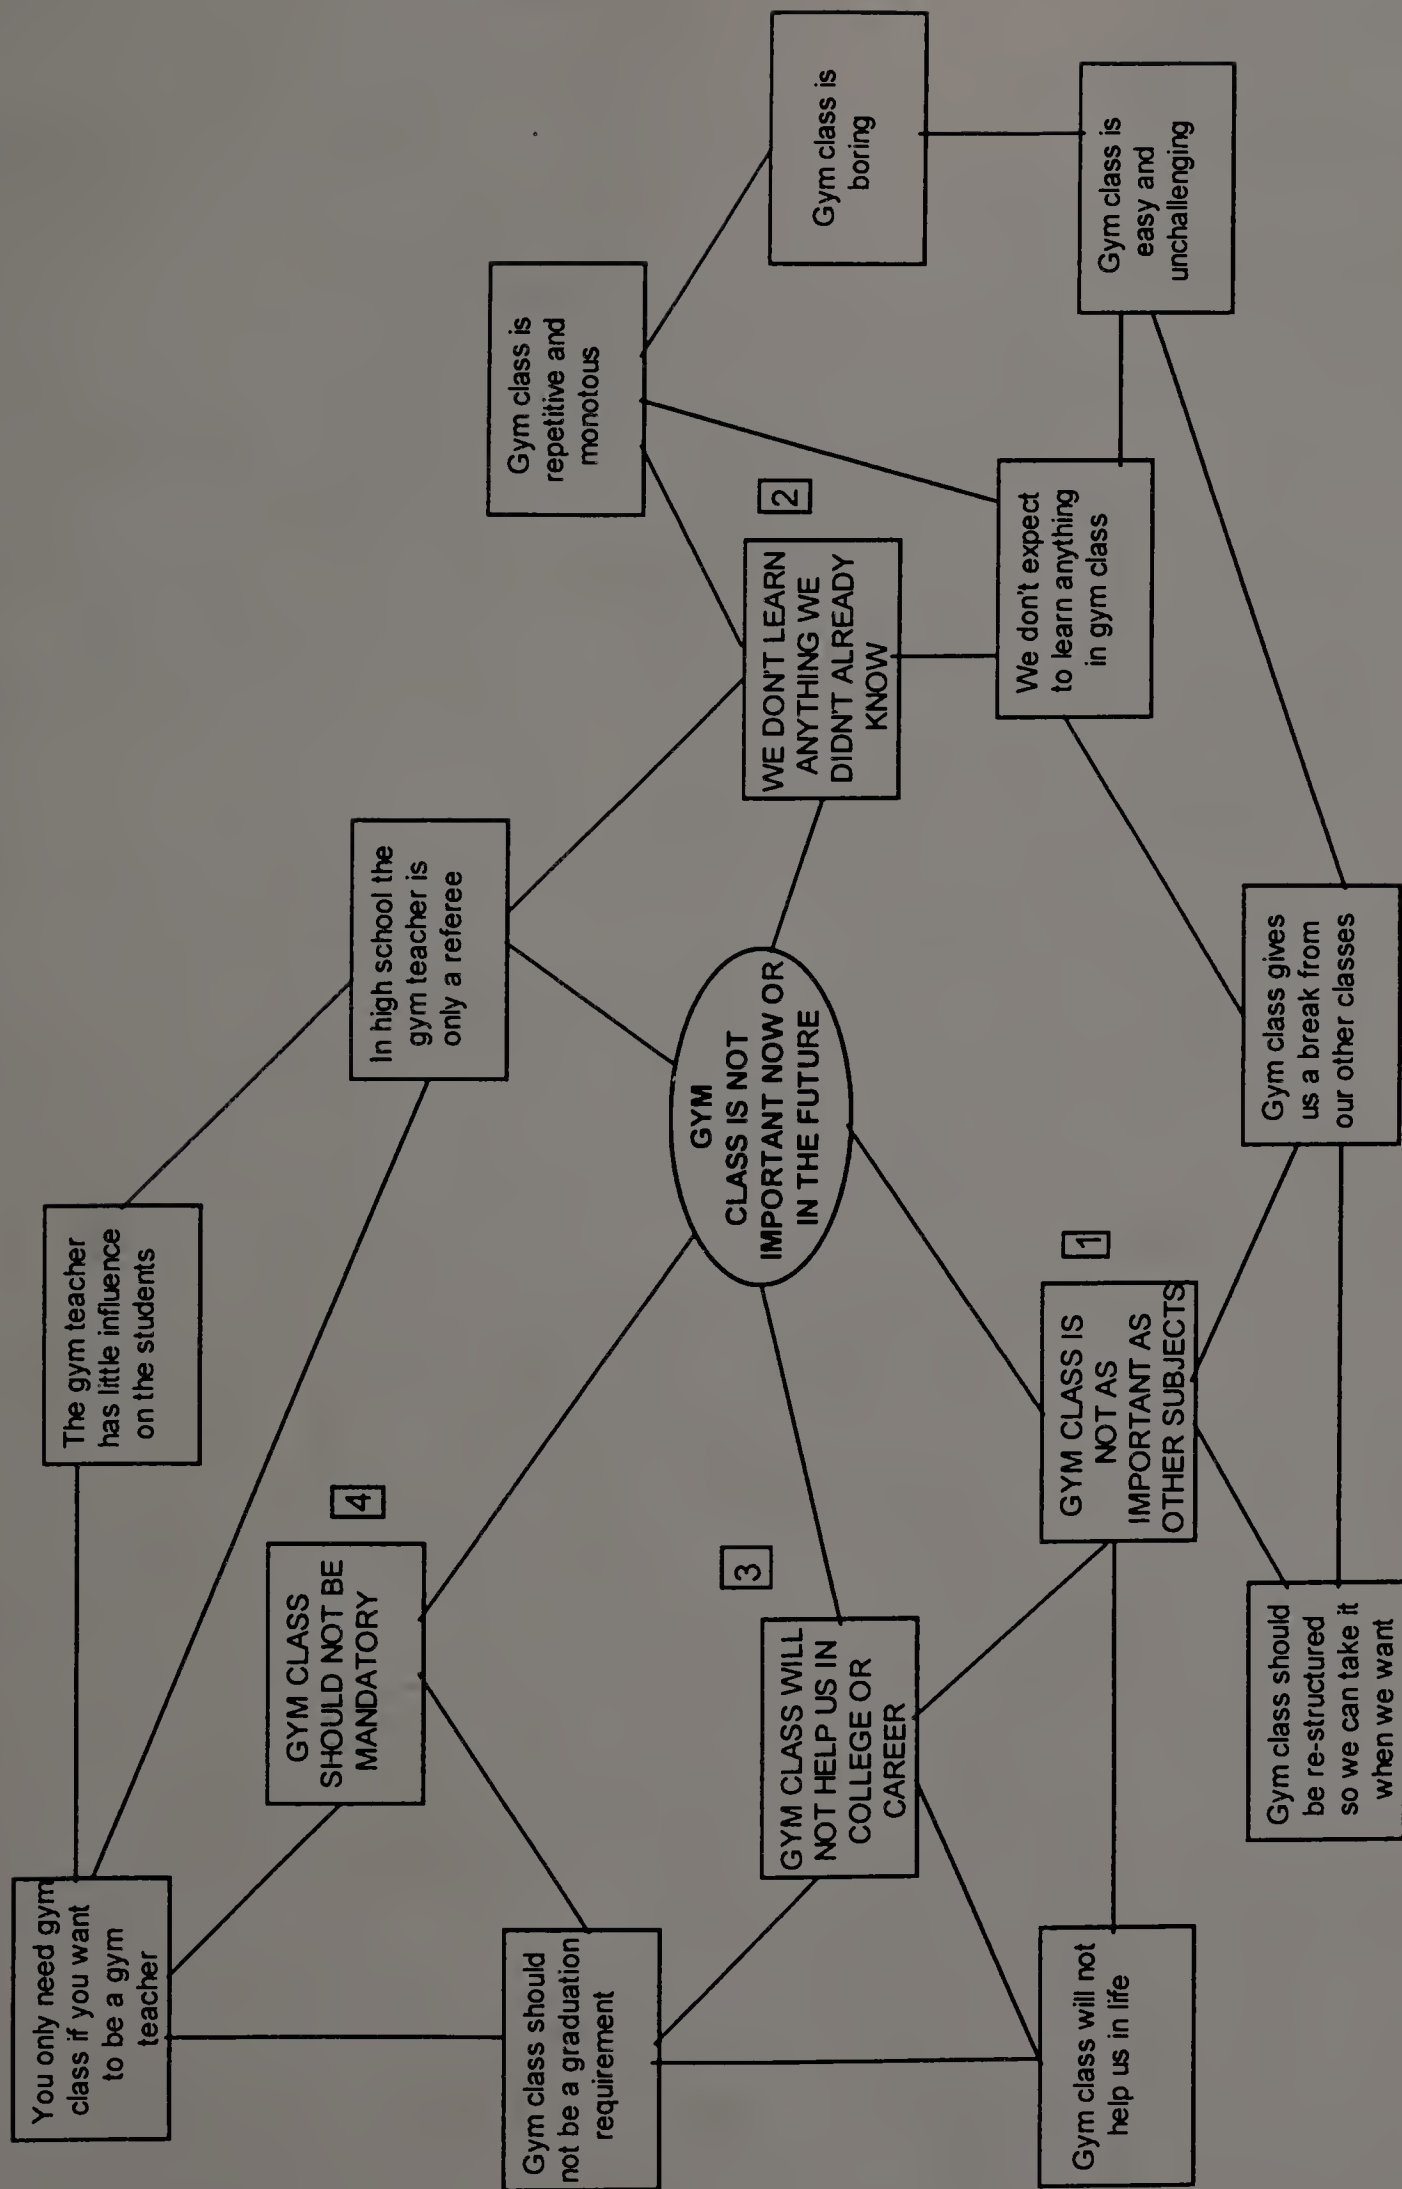 You only need gym
class if you want
to be a gym
teacher
The gym teacher
has little influence
on the students
GYM CLASS
SHOULD NOT BE
MANDATORY
4
In high school the
gym teacher is
only a referee
Gym class should
not be a graduation
requirement
Gym class is
repetitive and
monotous
GYM
CLASS IS NOT
IMPORTANT NOW OR
IN THE FUTURE
3
GYM CLASS WILL
NOT HELP US IN
COLLEGE OR
CAREER
WE DON'T LEARN
ANYTHING WE
DIDN'T ALREADY
KNOW
2
Gym class is
boring
Gym class will not
help us in life
GYM CLASS IS
NOT AS
IMPORTANT AS
OTHER SUBJECTS
1
We don't expect
to learn anything
in gym class
Gym class is
easy and
unchallenging
Gym class should
be re-structured
so we can take it
when we want
Gym class gives
us a break from
our other classes